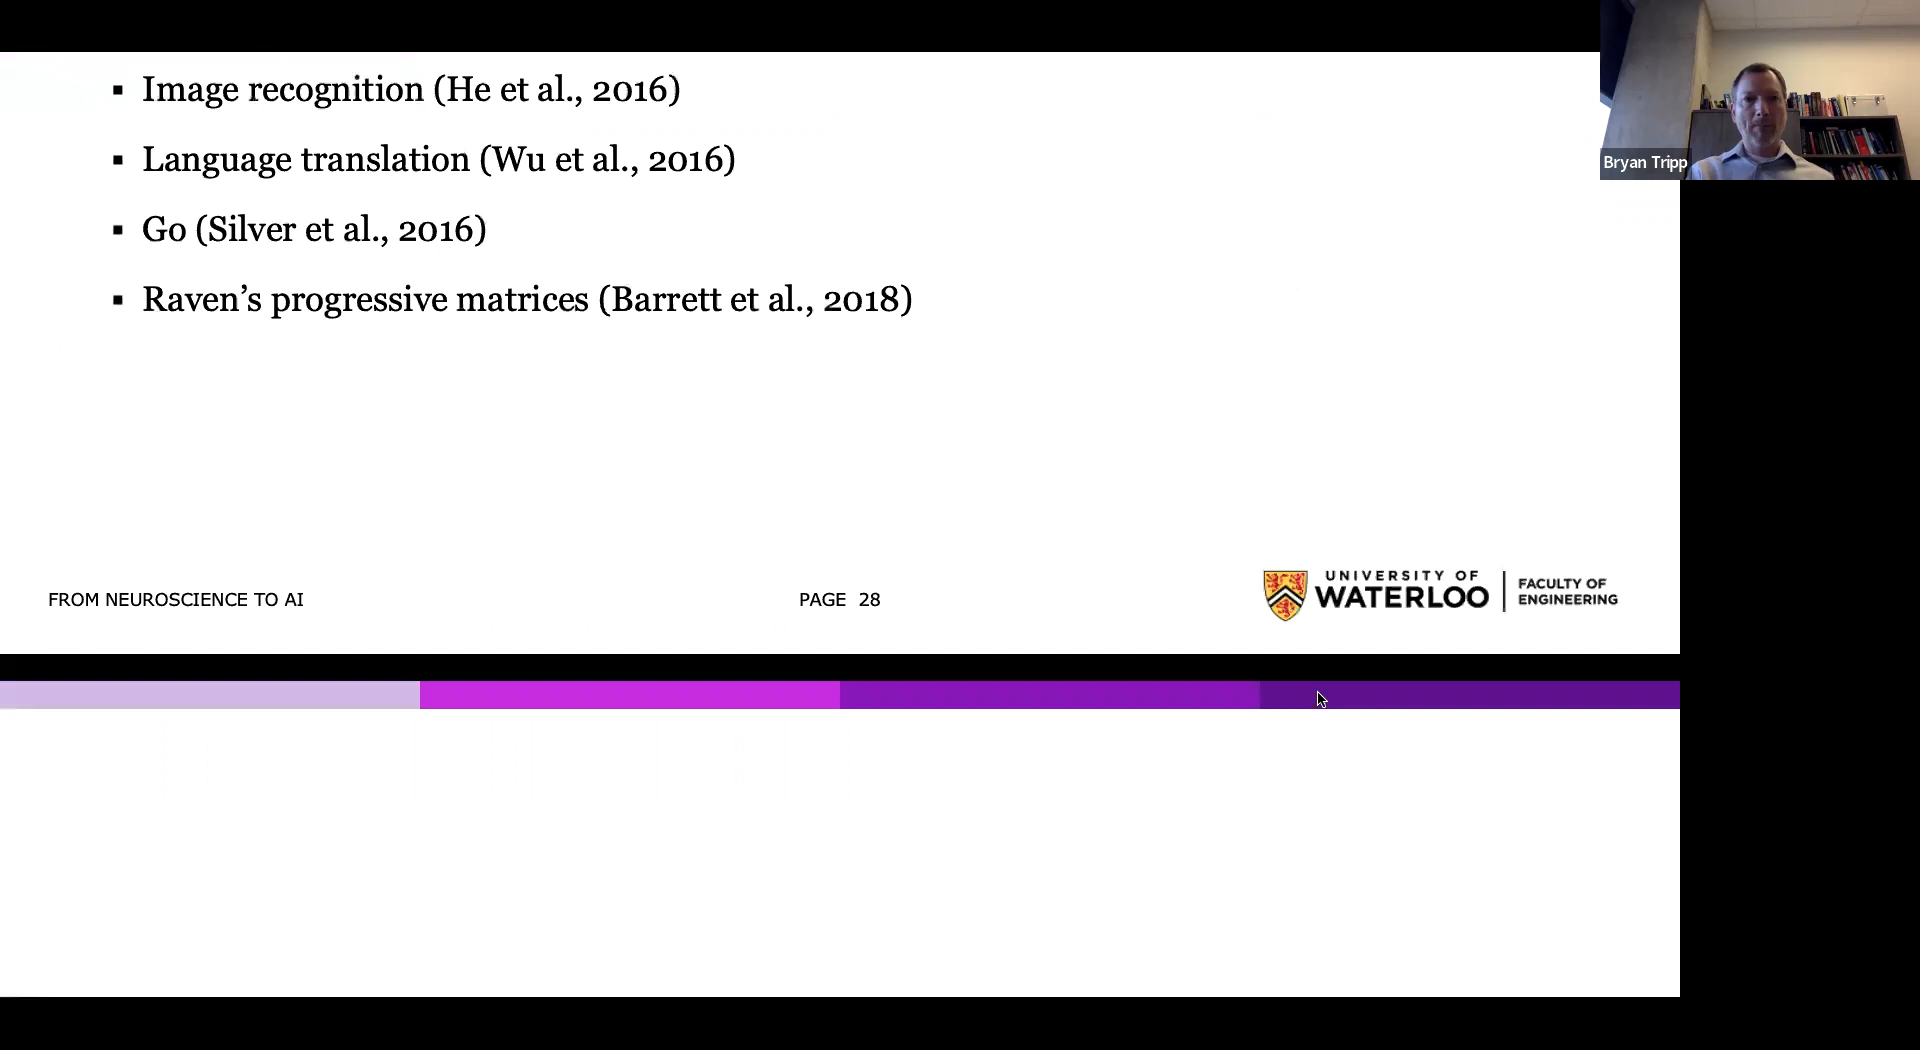 ▪ Image recognition (He et al., 2016)
▪ Language translation (Wu et al., 2016)
▪ Go (Silver et al., 2016)
▪ Raven’s progressive matrices (Barrett et al., 2018)
Bryan Tripp
FROM NEUROSCIENCE TO AI
PAGE 28
UNIVERSITY OF
WATERLOO
FACULTY OF
ENGINEERING